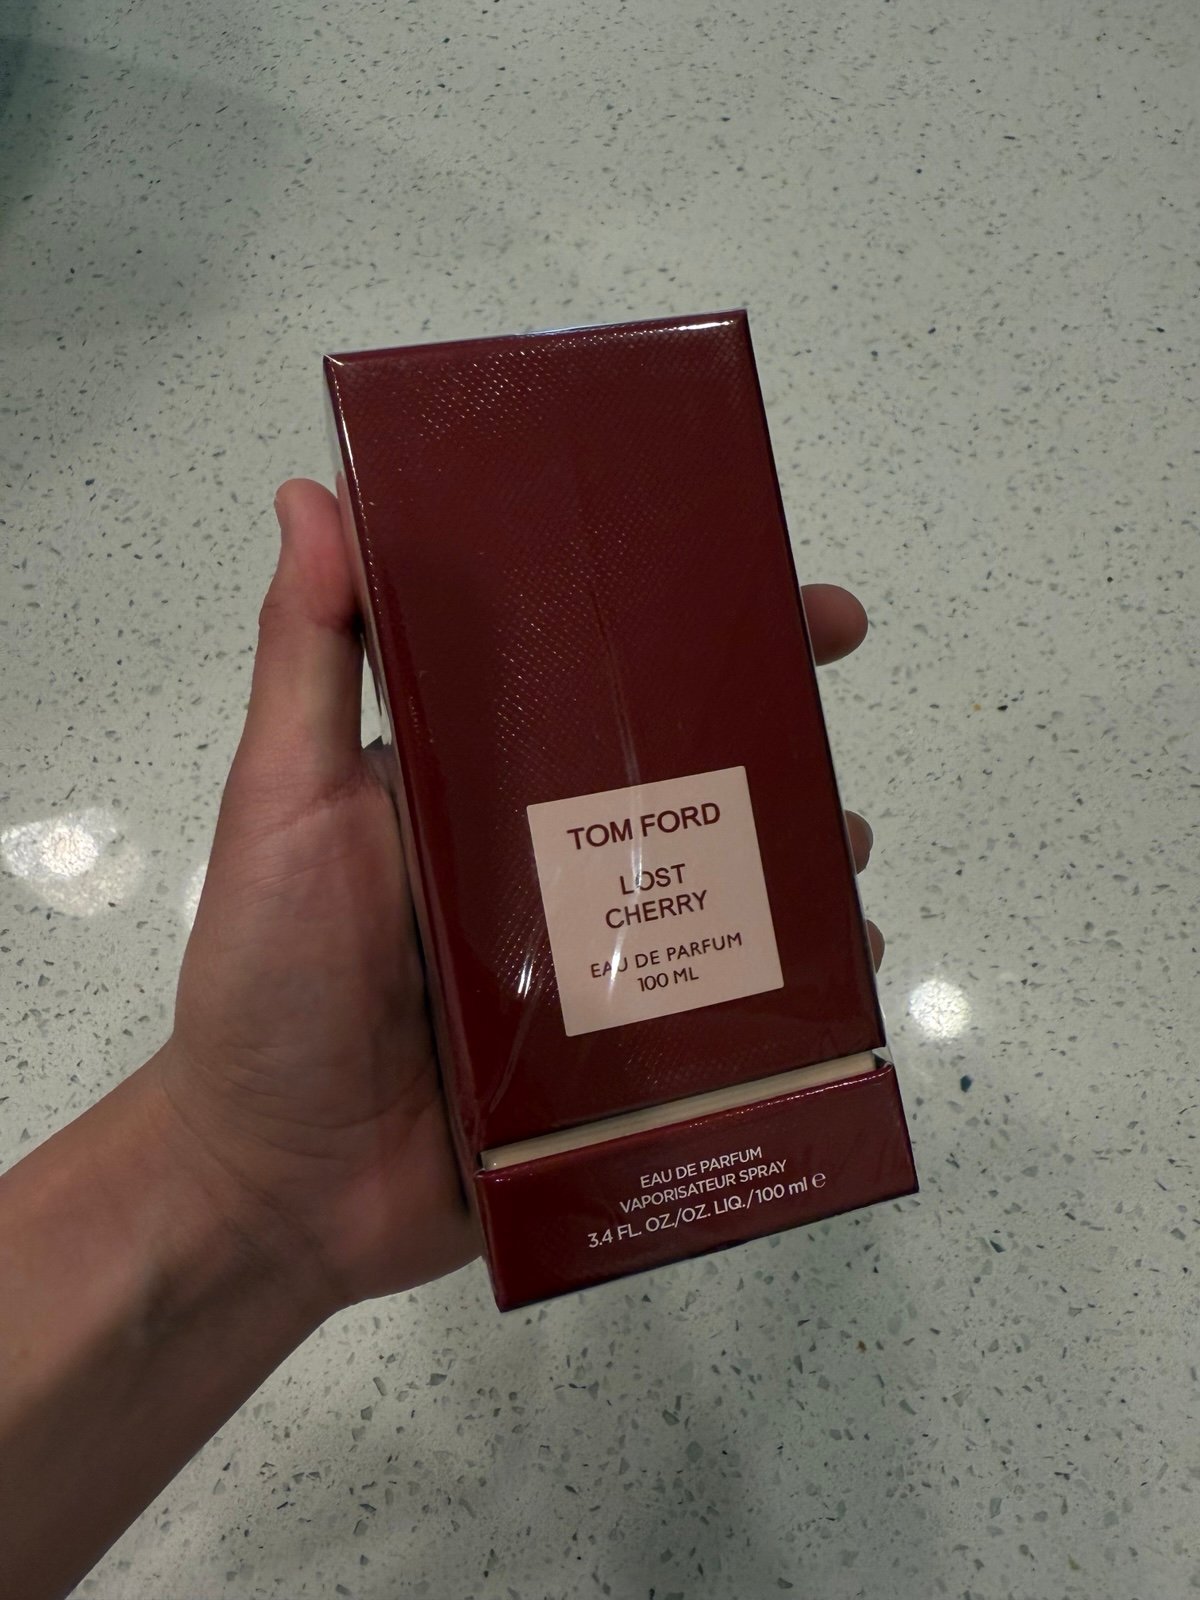 TOM FORD
LOST
CHERRY
EAU DE PARFUM
100 ML
EAU DE PARFUM
VAPORISATEUR SPRAY
3.4 FL. OZ./OZ. LIQ./100 ml ℮